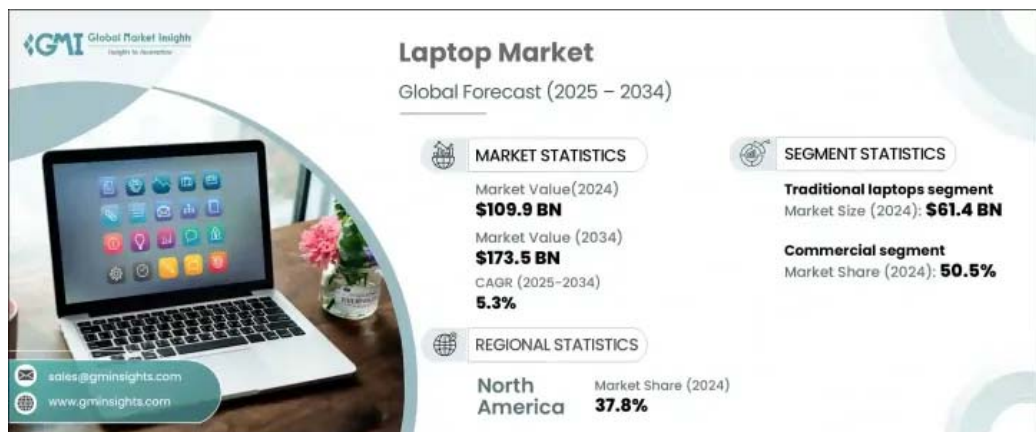 GMI Global Market Insights
Insights to Innovation
Laptop Market
Global Forecast (2025 – 2034)
MARKET STATISTICS
Market Value(2024)
$109.9 BN
Market Value (2034)
$173.5 BN
CAGR (2025-2034)
5.3%
SEGMENT STATISTICS
Traditional laptops segment
Market Size (2024): $61.4 BN
Commercial segment
Market Share (2024): 50.5%
REGIONAL STATISTICS
North
America
Market Share (2024)
37.8%
sales@gminsights.com
www.gminsights.com